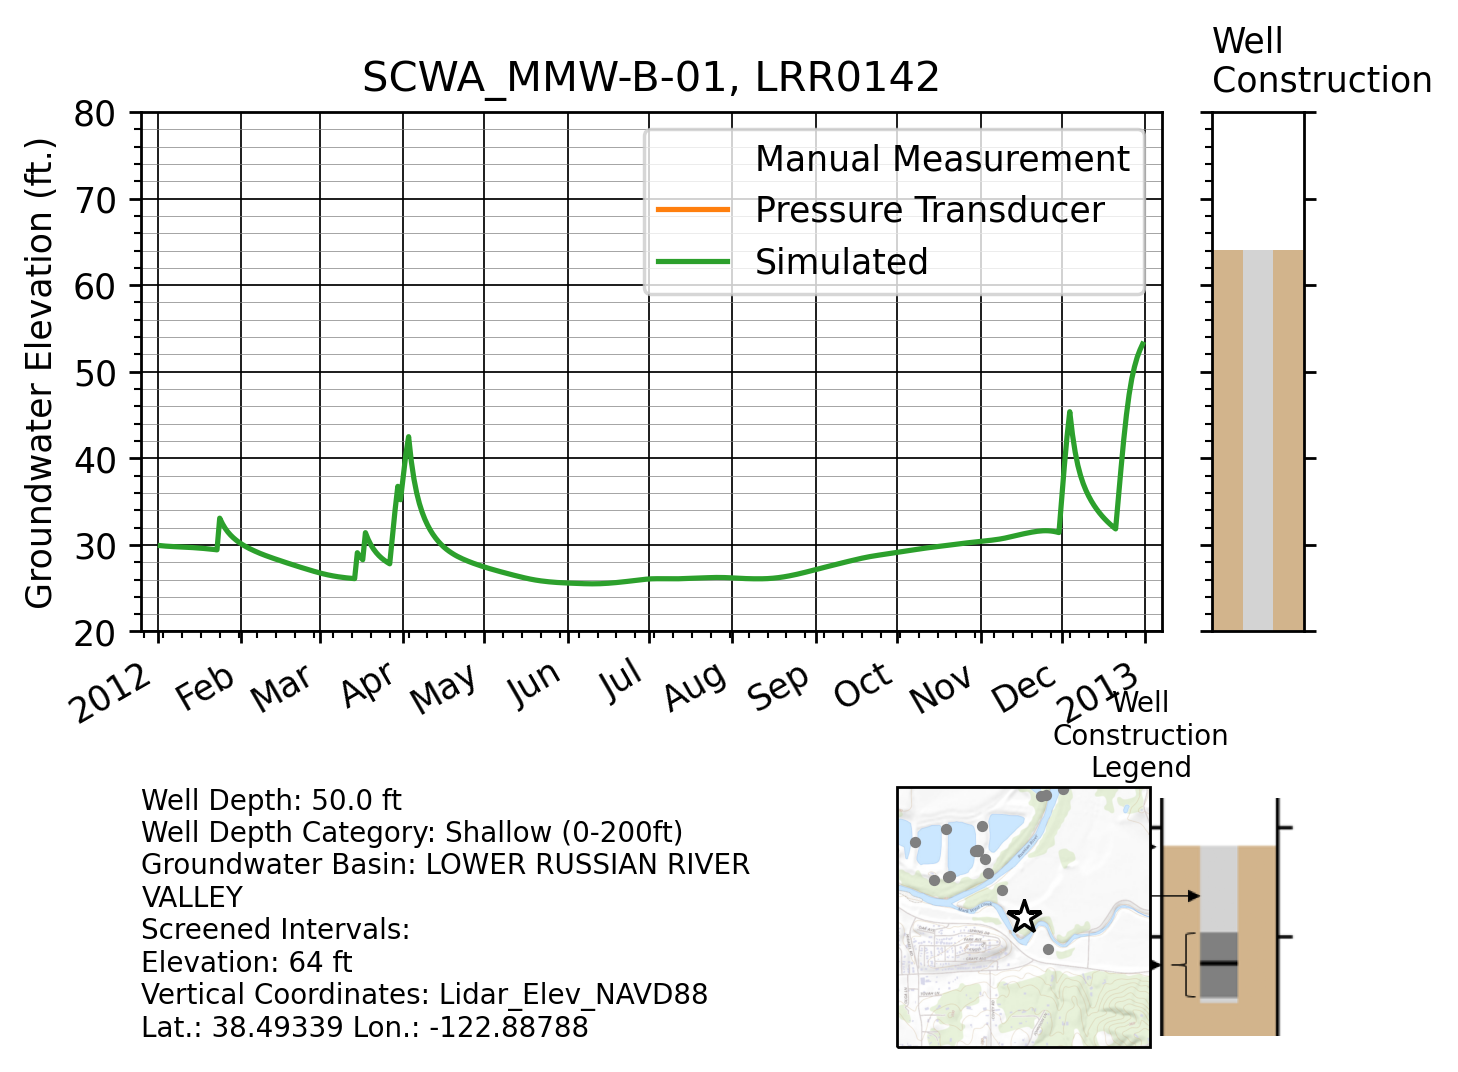 Well
Construction
SCWA_MMW-B-01, LRR0142
Groundwater Elevation (ft.)
80
70
60
50
40
30
20
Manual Measurement
Pressure Transducer
Simulated
2012 Feb Mar Apr May Jun Jul Aug Sep Oct Nov Dec 2013
Well
Construction
Legend
Well Depth: 50.0 ft
Well Depth Category: Shallow (0-200ft)
Groundwater Basin: LOWER RUSSIAN RIVER
VALLEY
Screened Intervals:
Elevation: 64 ft
Vertical Coordinates: Lidar_Elev_NAVD88
Lat.: 38.49339 Lon.: -122.88788